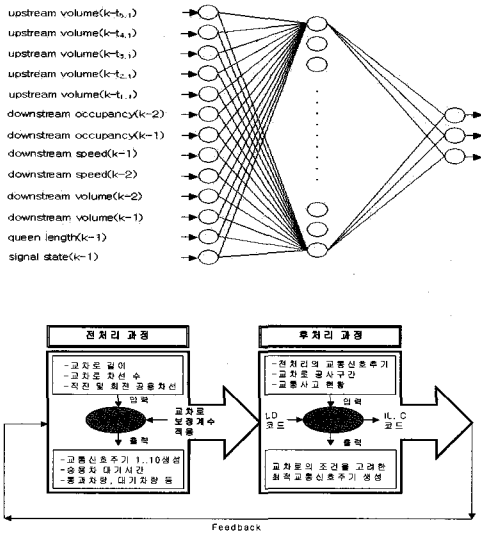 upstream volume(k-t₅,₁)
upstream volume(k-t₄,₁)
upstream volume(k-t₃,₁)
upstream volume(k-t₂,₁)
upstream volume(k-t₁,₁)
downstream occupancy(k-2)
downstream occupancy(k-1)
downstream speed(k-1)
downstream speed(k-2)
downstream volume(k-2)
downstream volume(k-1)
queen length(k-1)
signal state(k-1)
전처리 과정
-교차로 길이
-교차로 차선 수
-직진 및 회전 공용차선
입력
교차로
보정계수
적용
출력
-교통신호주기 1..10생성
-승용차 대기시간
-통과차량, 대기차량 등
후처리 과정
-전처리의 교통신호주기
-교차로 공사구간
-교통사고 현황
입력
LD
코드
IL, C
코드
출력
교차로의 조건을 고려한
최적교통신호주기 생성
Feedback